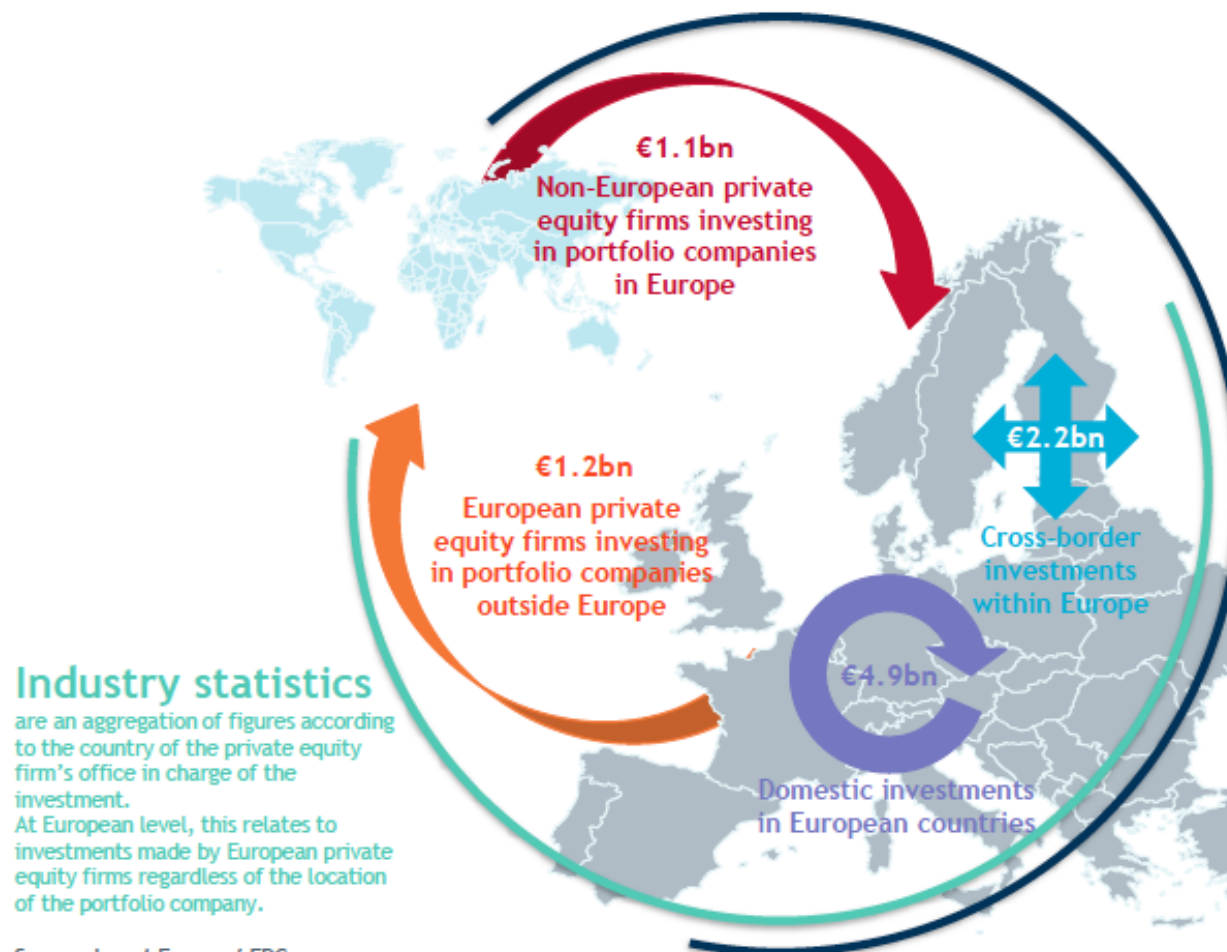 €1.1bn
Non-European private
equity firms investing
in portfolio companies
in Europe
€2.2bn
Cross-border
investments
within Europe
€1.2bn
European private
equity firms investing
in portfolio companies
outside Europe
€4.9bn
Domestic investments
in European countries
Industry statistics
are an aggregation of figures according
to the country of the private equity
firm's office in charge of the
investment.
At European level, this relates to
investments made by European private
equity firms regardless of the location
of the portfolio company.